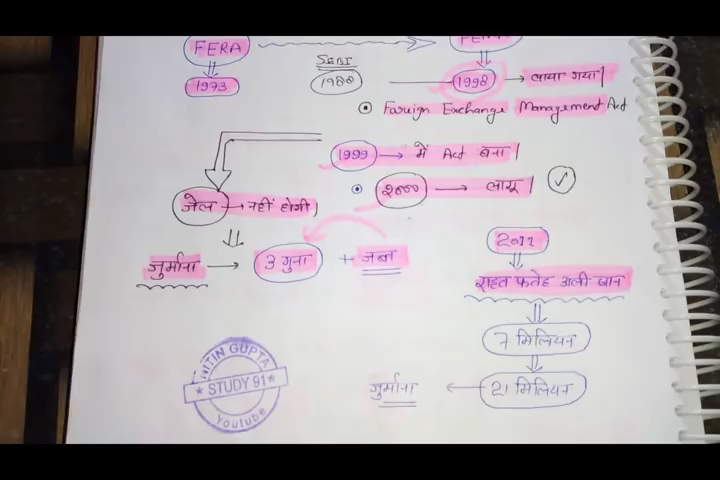 FERA
1973
SEBI
1988
1998 → लाया गया|
Foreign Exchange Management Act
1999 → में Act बना|
2000 → लागू|
जेल → नहीं होगी|
जुर्माना → 3 गुना + जब्त
2011
राहत फतेह अली खान
7 मिलियन
21 मिलियन
जुर्माना
NITIN GUPTA
STUDY 91
Youtube